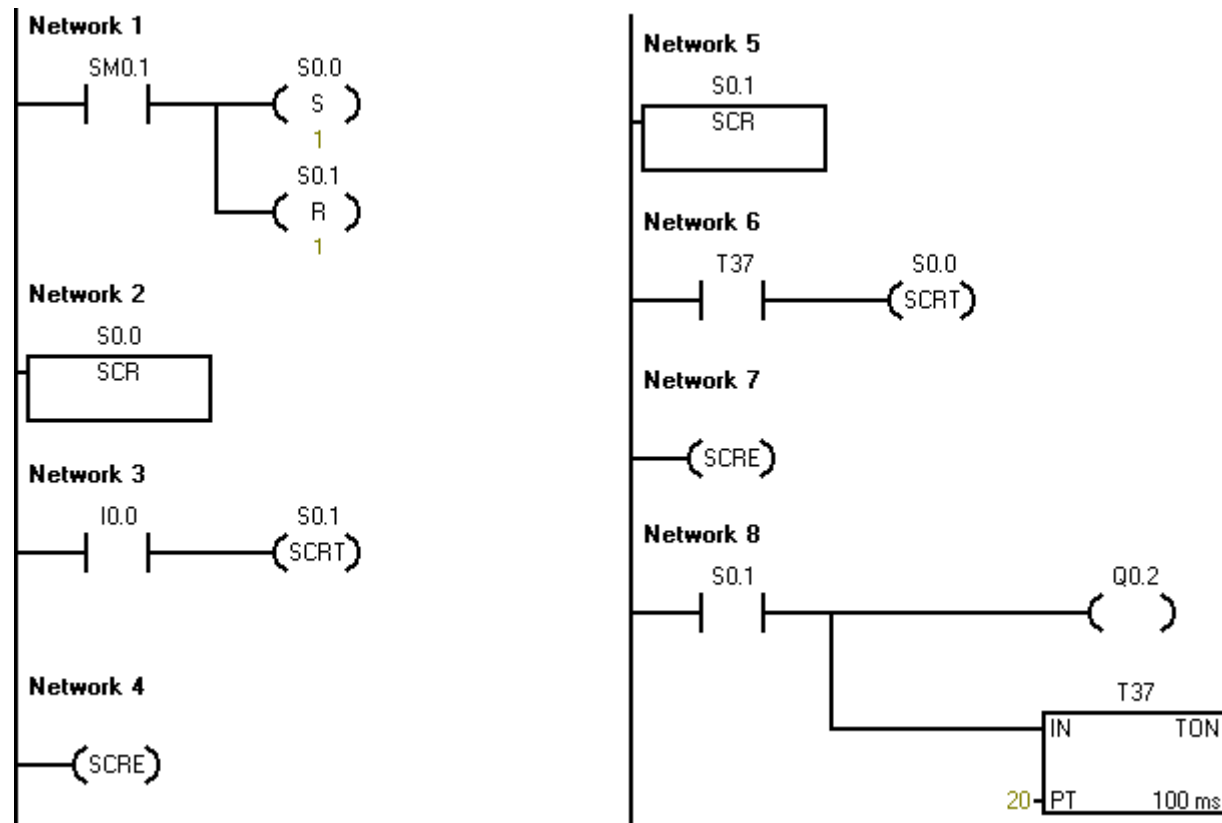 Network 1
SM0.1 S0.0
S
1
S0.1
R
1
Network 2
S0.0
SCR
Network 3
I0.0 S0.1
SCRT
Network 4
SCRE
Network 5
S0.1
SCR
Network 6
T37 S0.0
SCRT
Network 7
SCRE
Network 8
S0.1 Q0.2
T37
IN TON
20 PT 100 ms